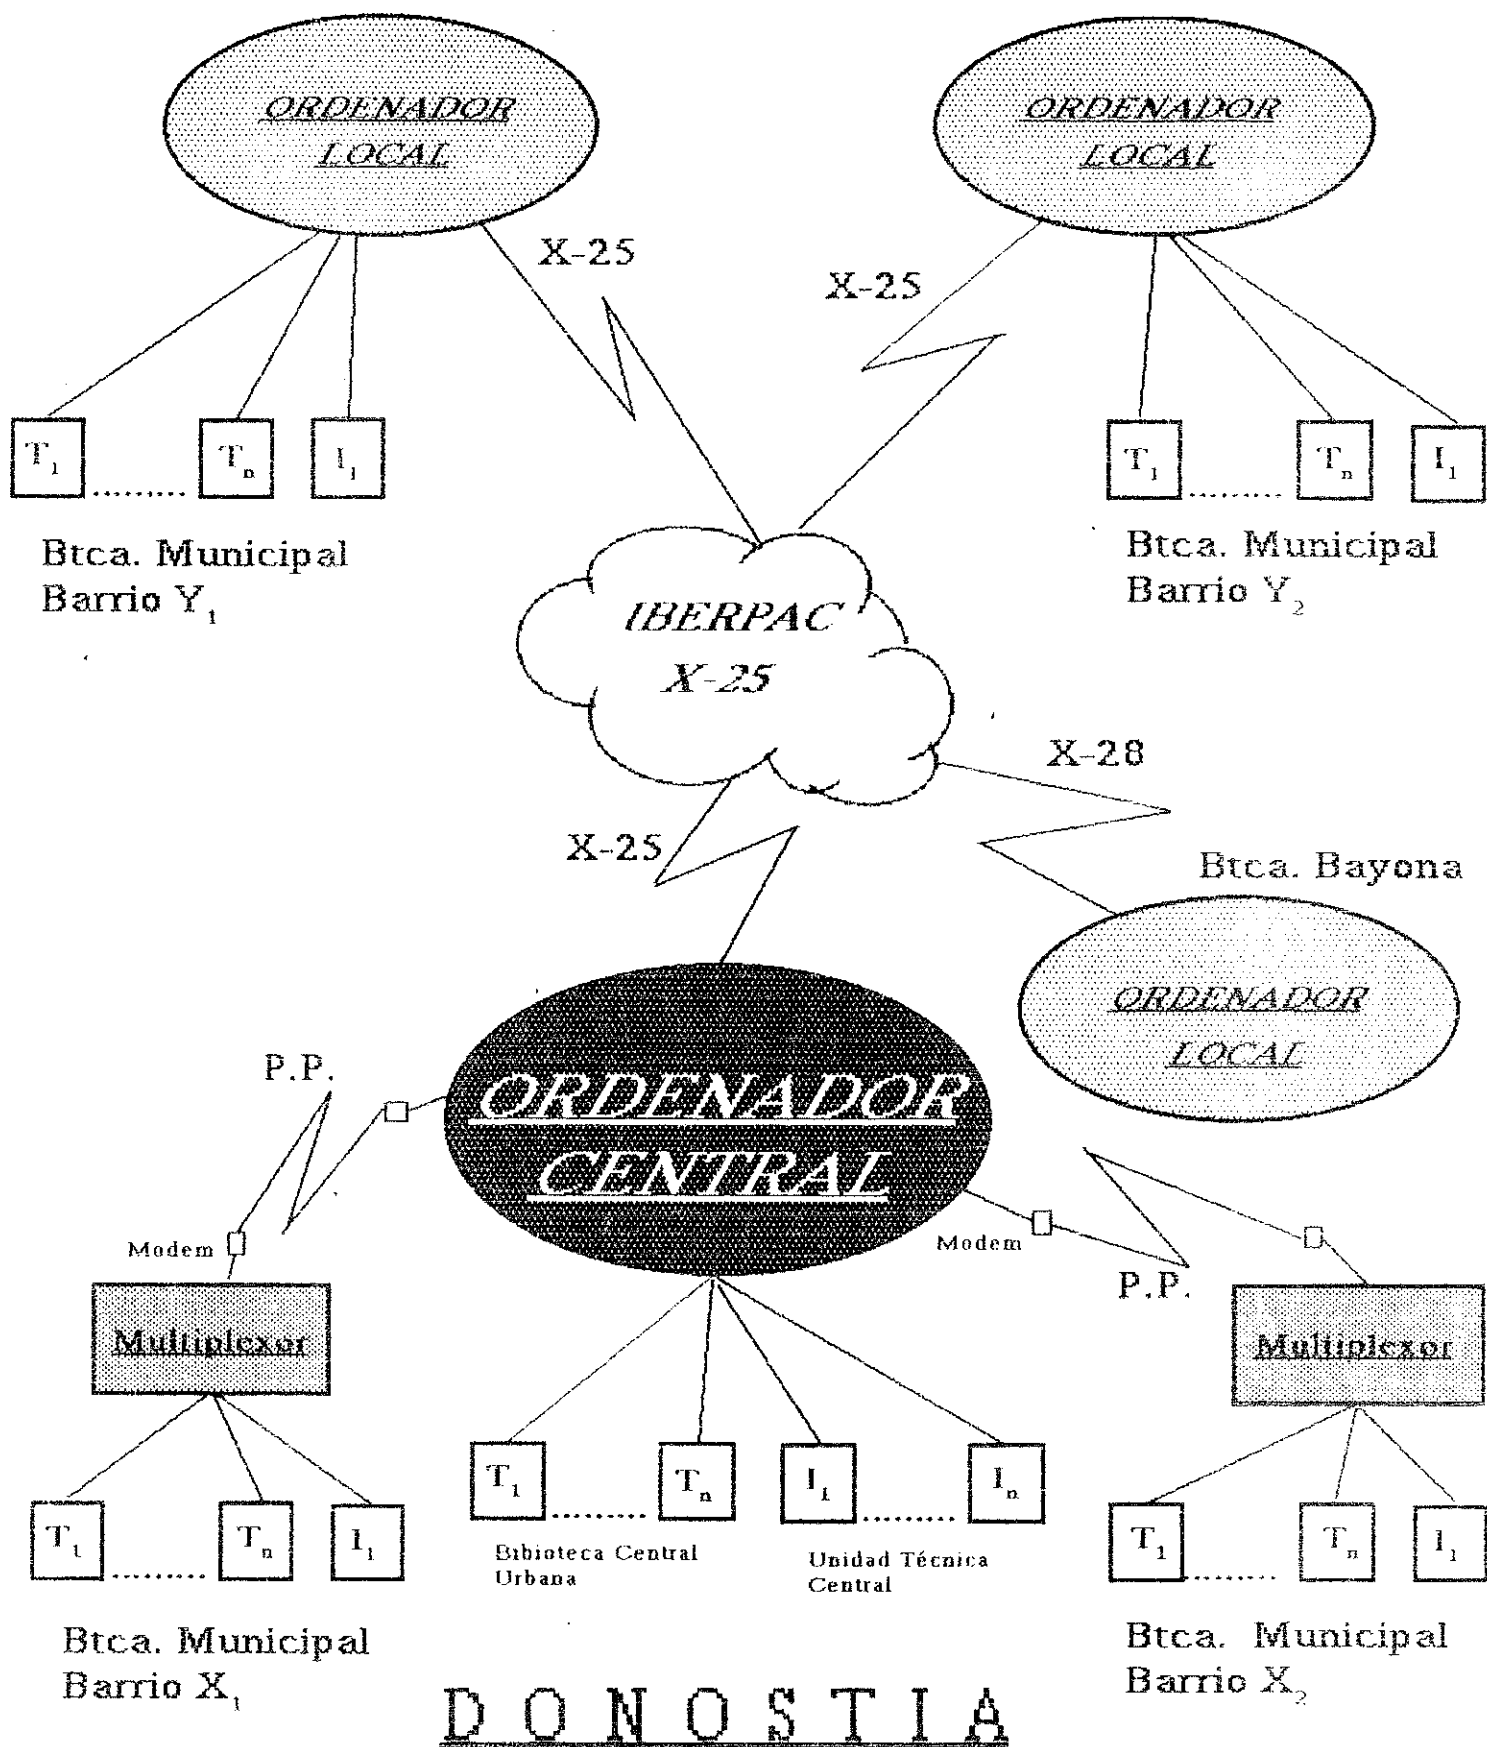 ORDENADOR
LOCAL
ORDENADOR
LOCAL
X-25
X-25
T1 ......... Tn I1
T1 ......... Tn I1
Btca. Municipal
Barrio Y1
Btca. Municipal
Barrio Y2
IBERPAC
X-25
X-28
X-25
Btca. Bayona
ORDENADOR
LOCAL
P.P.
ORDENADOR
CENTRAL
Modem
Modem
P.P.
Multiplexor
Multiplexor
T1 ......... Tn I1 ......... In
T1 ......... Tn I1
T1 ......... Tn I1
Bibioteca Central
Urbana
Unidad Técnica
Central
Btca. Municipal
Barrio X1
Btca. Municipal
Barrio X2
DONOSTIA